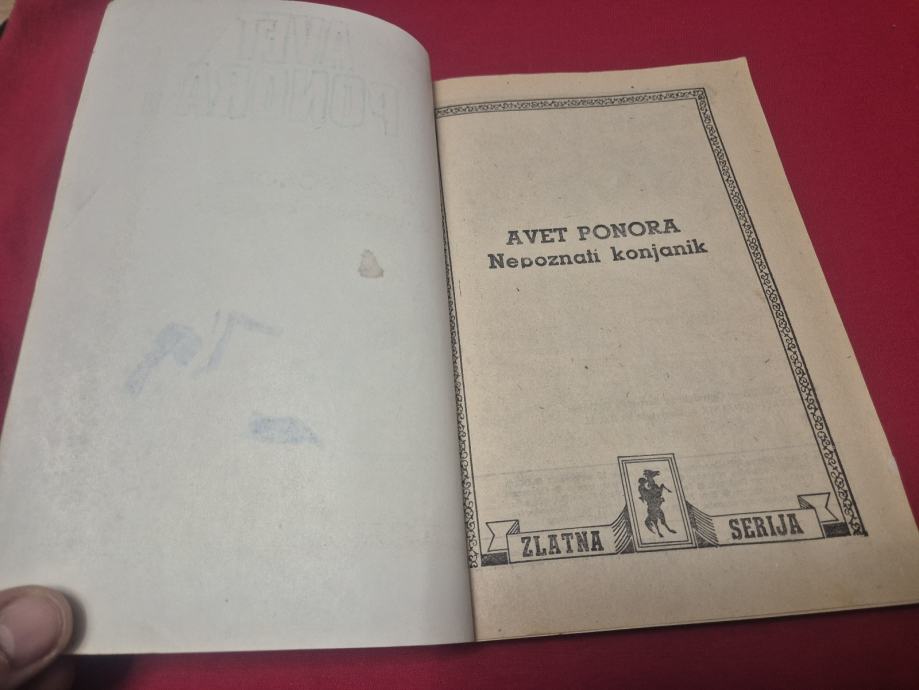 AVET PONORA
Nepoznati konjanik
ZLATNA SERIJA